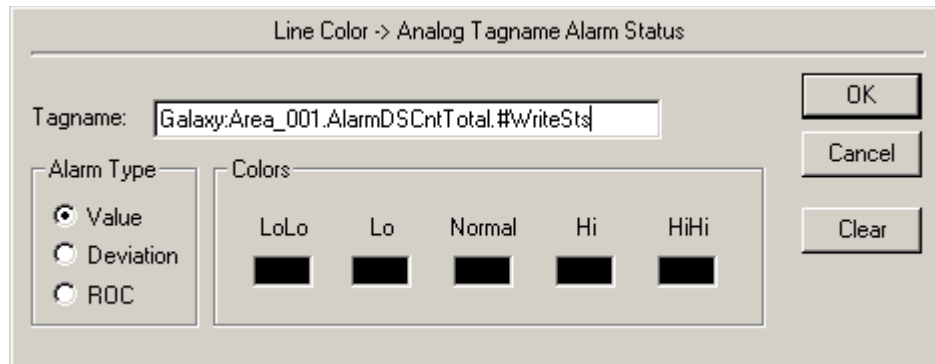 Line Color -> Analog Tagname Alarm Status
Tagname: Galaxy:Area_001.AlarmDSCntTotal.#WriteSts
OK
Cancel
Clear
Alarm Type
Value
Deviation
ROC
Colors
LoLo Lo Normal Hi HiHi